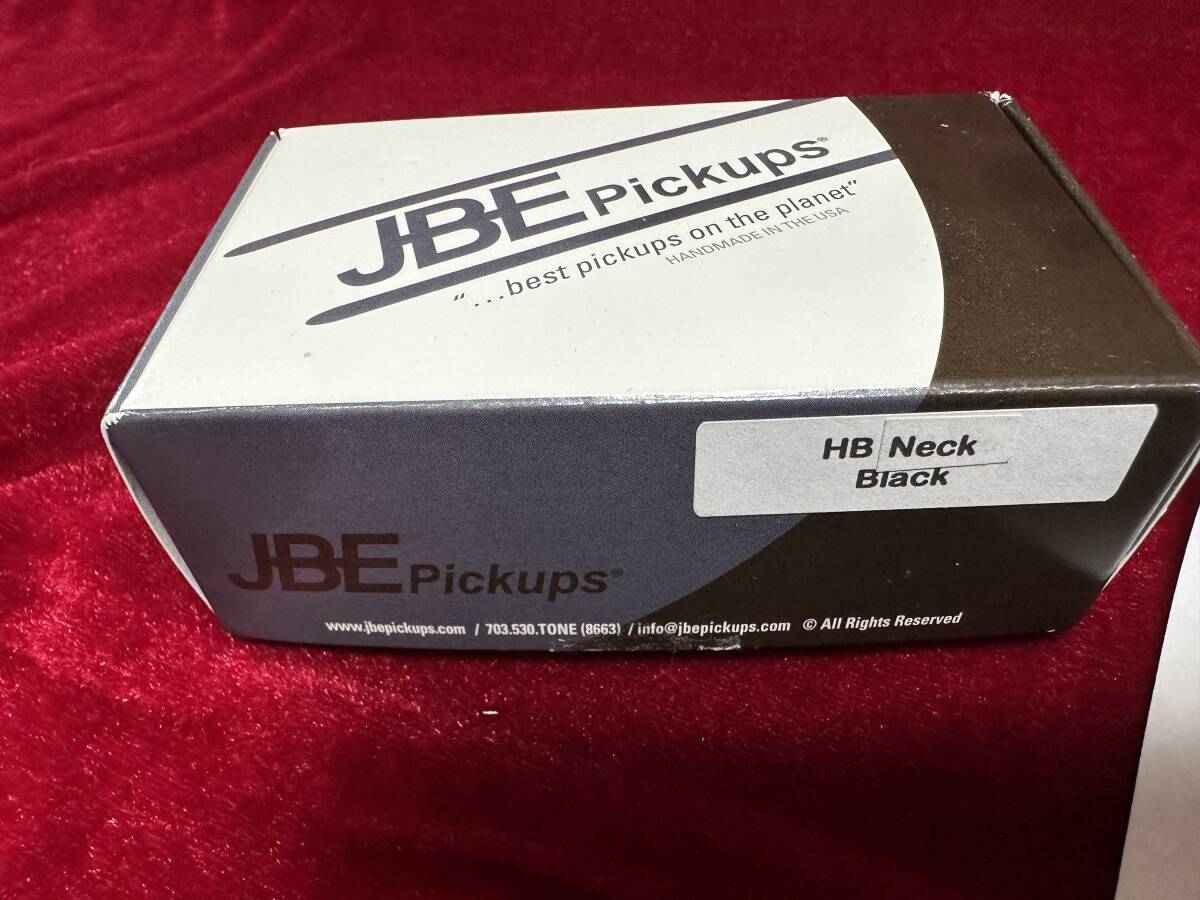 JBE Pickups®
"...best pickups on the planet"
HANDMADE IN THE USA
HB Neck
Black
JBE Pickups®
www.jbepickups.com / 703.530.TONE (8663) / info@jbepickups.com © All Rights Reserved